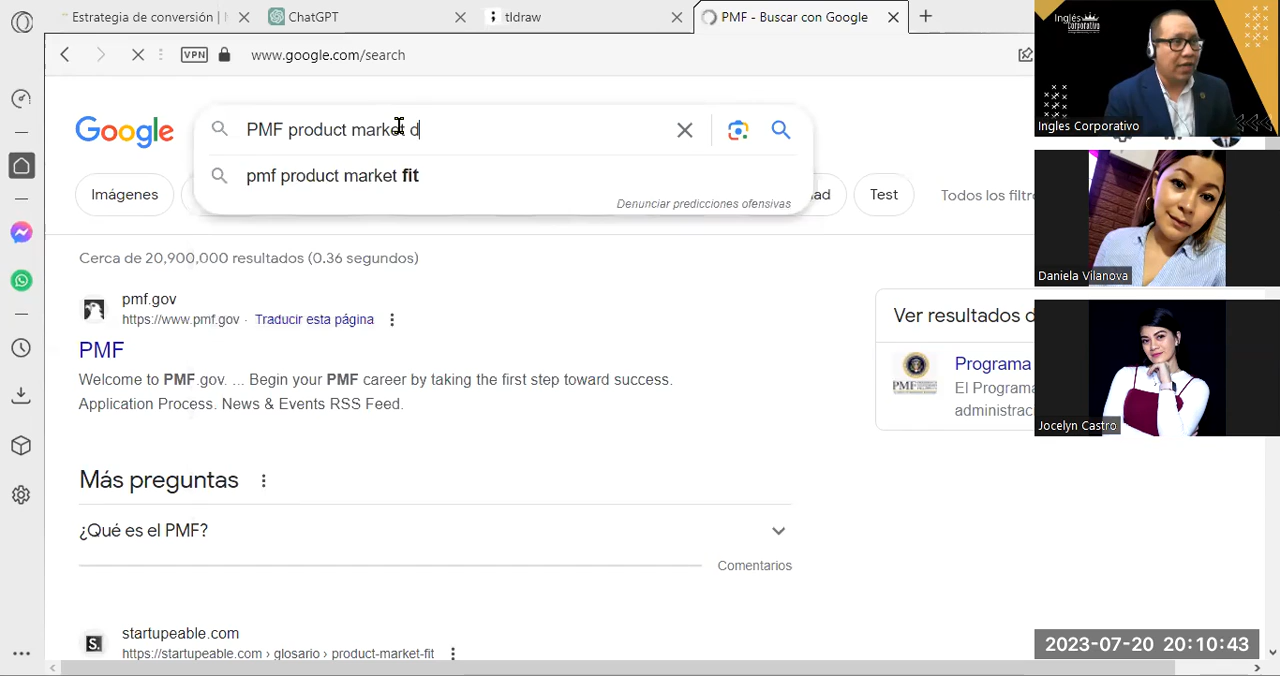 Estrategia de conversión |
ChatGPT
tldraw
PMF - Buscar con Google
VPN
www.google.com/search
Google
PMF product market d
pmf product market fit
Denunciar predicciones ofensivas
Imágenes
Test
Todos los filtro
Cerca de 20,900,000 resultados (0.36 segundos)
pmf.gov
https://www.pmf.gov · Traducir esta página
PMF
Welcome to PMF.gov. ... Begin your PMF career by taking the first step toward success.
Application Process. News & Events RSS Feed.
Más preguntas
¿Qué es el PMF?
Comentarios
S.
startupeable.com
https://startupeable.com › glosario › product-market-fit
Ver resultados d
PMF
Programa
El Programa
administrac
Inglés
Corporativo
Ingles Corporativo
Daniela Vilanova
Jocelyn Castro
2023-07-20 20:10:43